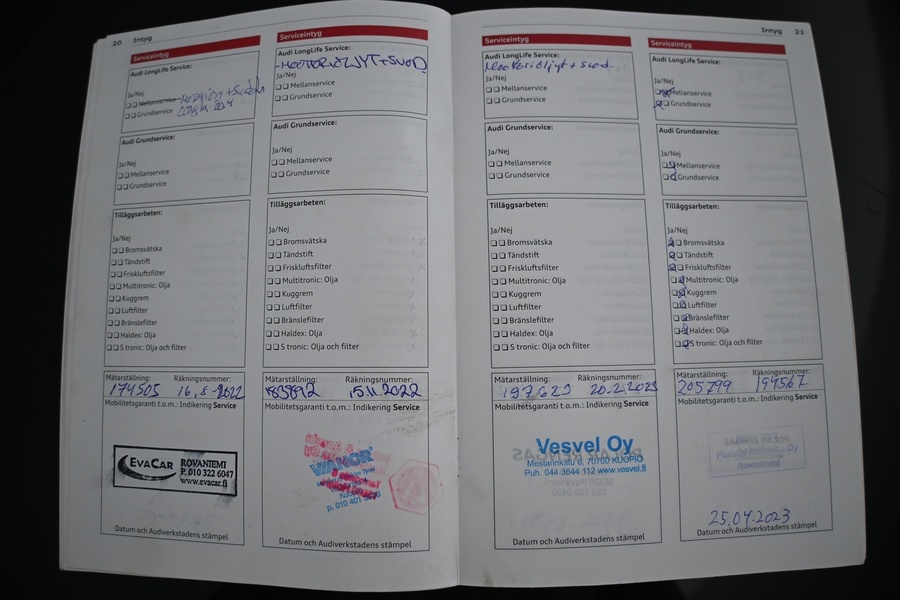 20 Intyg
Serviceintyg
Audi LongLife Service:
Ja/Nej
Mellanservice
Grundservice
Audi Grundservice:
Ja/Nej
Mellanservice
Grundservice
Tilläggsarbeten:
Ja/Nej
Bromsvätska
Tändstift
Friskluftsfilter
Multitronic: Olja
Kuggrem
Luftfilter
Bränslefilter
Haldex: Olja
S tronic: Olja och filter
Mätarställning: Räkningsnummer:
174505 16.8-2022
Mobilitetsgaranti t.o.m.: Indikering Service
EVACAR
ROVANIEMI
P. 010 322 6047
www.evacar.fi
Datum och Audiverkstadens stämpel
Serviceintyg
Audi LongLife Service:
-MOOTTORIÖLJYT+SUOD.
Ja/Nej
Mellanservice
Grundservice
Audi Grundservice:
Ja/Nej
Mellanservice
Grundservice
Tilläggsarbeten:
Ja/Nej
Bromsvätska
Tändstift
Friskluftsfilter
Multitronic: Olja
Kuggrem
Luftfilter
Bränslefilter
Haldex: Olja
S tronic: Olja och filter
Mätarställning: Räkningsnummer:
183892 15.11.2022
Mobilitetsgaranti t.o.m.: Indikering Service
VIANOR
Datum och Audiverkstadens stämpel
Intyg 21
Serviceintyg
Audi LongLife Service:
Moottoriöljyt + suod.
Ja/Nej
Mellanservice
Grundservice
Audi Grundservice:
Ja/Nej
Mellanservice
Grundservice
Tilläggsarbeten:
Ja/Nej
Bromsvätska
Tändstift
Friskluftsfilter
Multitronic: Olja
Kuggrem
Luftfilter
Bränslefilter
Haldex: Olja
S tronic: Olja och filter
Mätarställning: Räkningsnummer:
197629 20.2.2023
Mobilitetsgaranti t.o.m.: Indikering Service
Vesvel Oy
Mestarinkatu 6, 70700 KUOPIO
Puh. 044 3644 112 www.vesvel.fi
Datum och Audiverkstadens stämpel
Serviceintyg
Audi LongLife Service:
Ja/Nej
Mellanservice
Grundservice
Audi Grundservice:
Ja/Nej
Mellanservice
Grundservice
Tilläggsarbeten:
Ja/Nej
Bromsvätska
Tändstift
Friskluftsfilter
Multitronic: Olja
Kuggrem
Luftfilter
Bränslefilter
Haldex: Olja
S tronic: Olja och filter
Mätarställning: Räkningsnummer:
205799 194567
Mobilitetsgaranti t.o.m.: Indikering Service
25.04.2023
Datum och Audiverkstadens stämpel